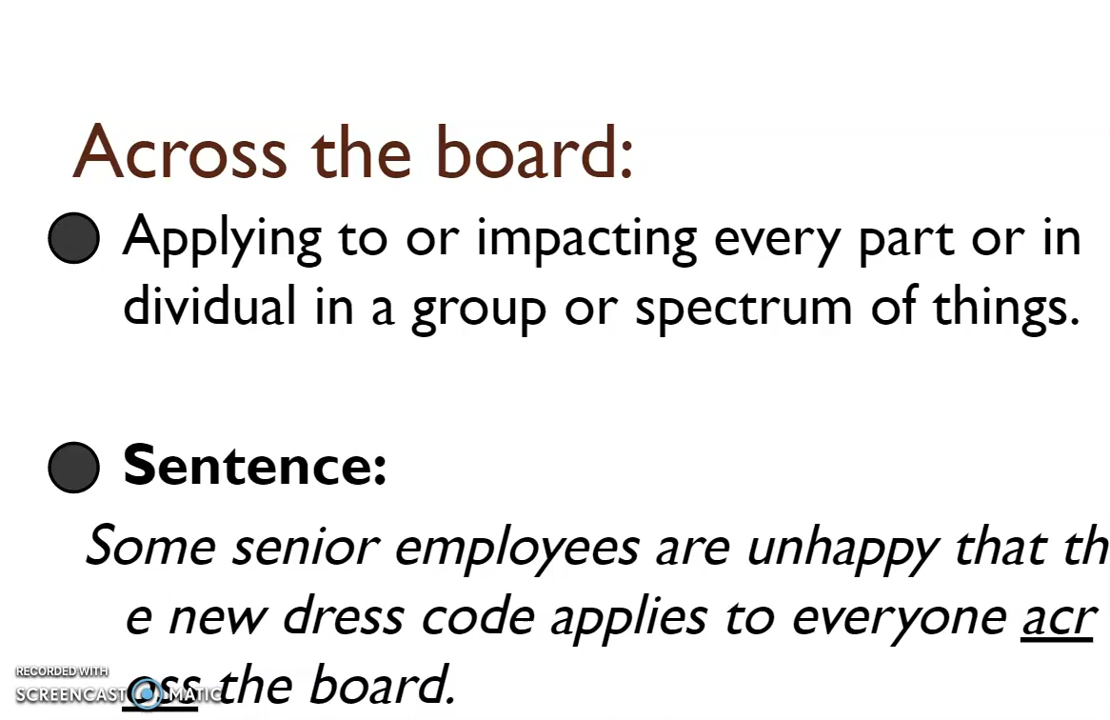 Across the board:
Applying to or impacting every part or in
dividual in a group or spectrum of things.
Sentence:
Some senior employees are unhappy that th
e new dress code applies to everyone acr
oss the board.
RECORDED WITH
SCREENCAST MATIC